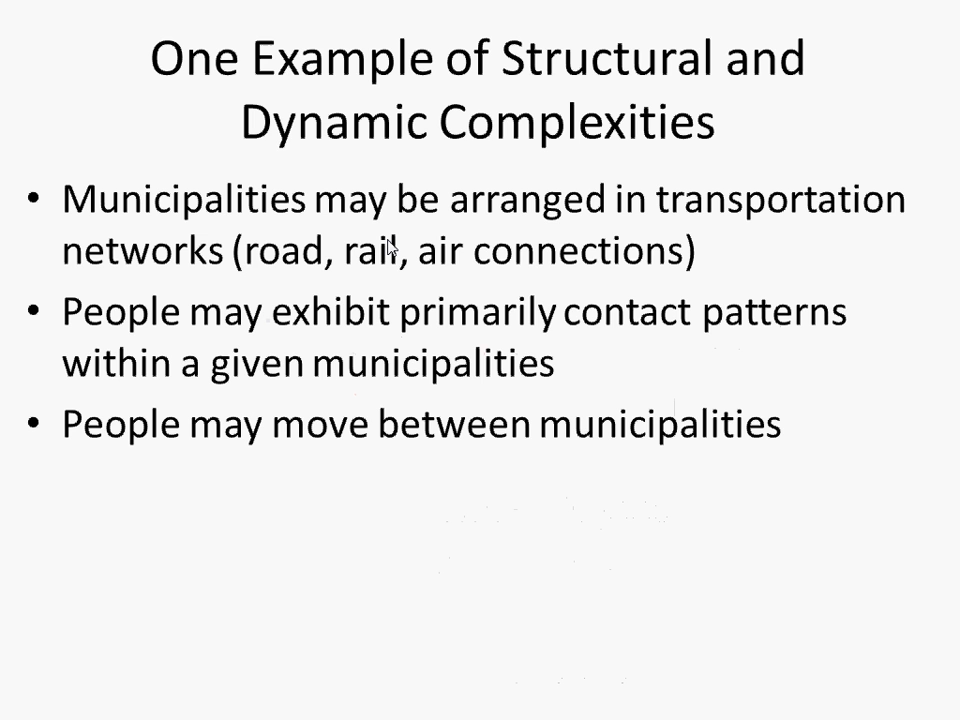 One Example of Structural and
Dynamic Complexities
• Municipalities may be arranged in transportation
networks (road, rail, air connections)
• People may exhibit primarily contact patterns
within a given municipalities
• People may move between municipalities